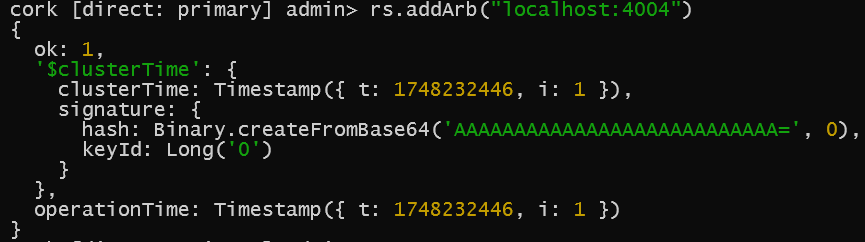 cork [direct: primary] admin> rs.addArb("localhost:4004")
{
  ok: 1,
  '$clusterTime': {
    clusterTime: Timestamp({ t: 1748232446, i: 1 }),
    signature: {
      hash: Binary.createFromBase64('AAAAAAAAAAAAAAAAAAAAAAAAAAA=', 0),
      keyId: Long('0')
    }
  },
  operationTime: Timestamp({ t: 1748232446, i: 1 })
}